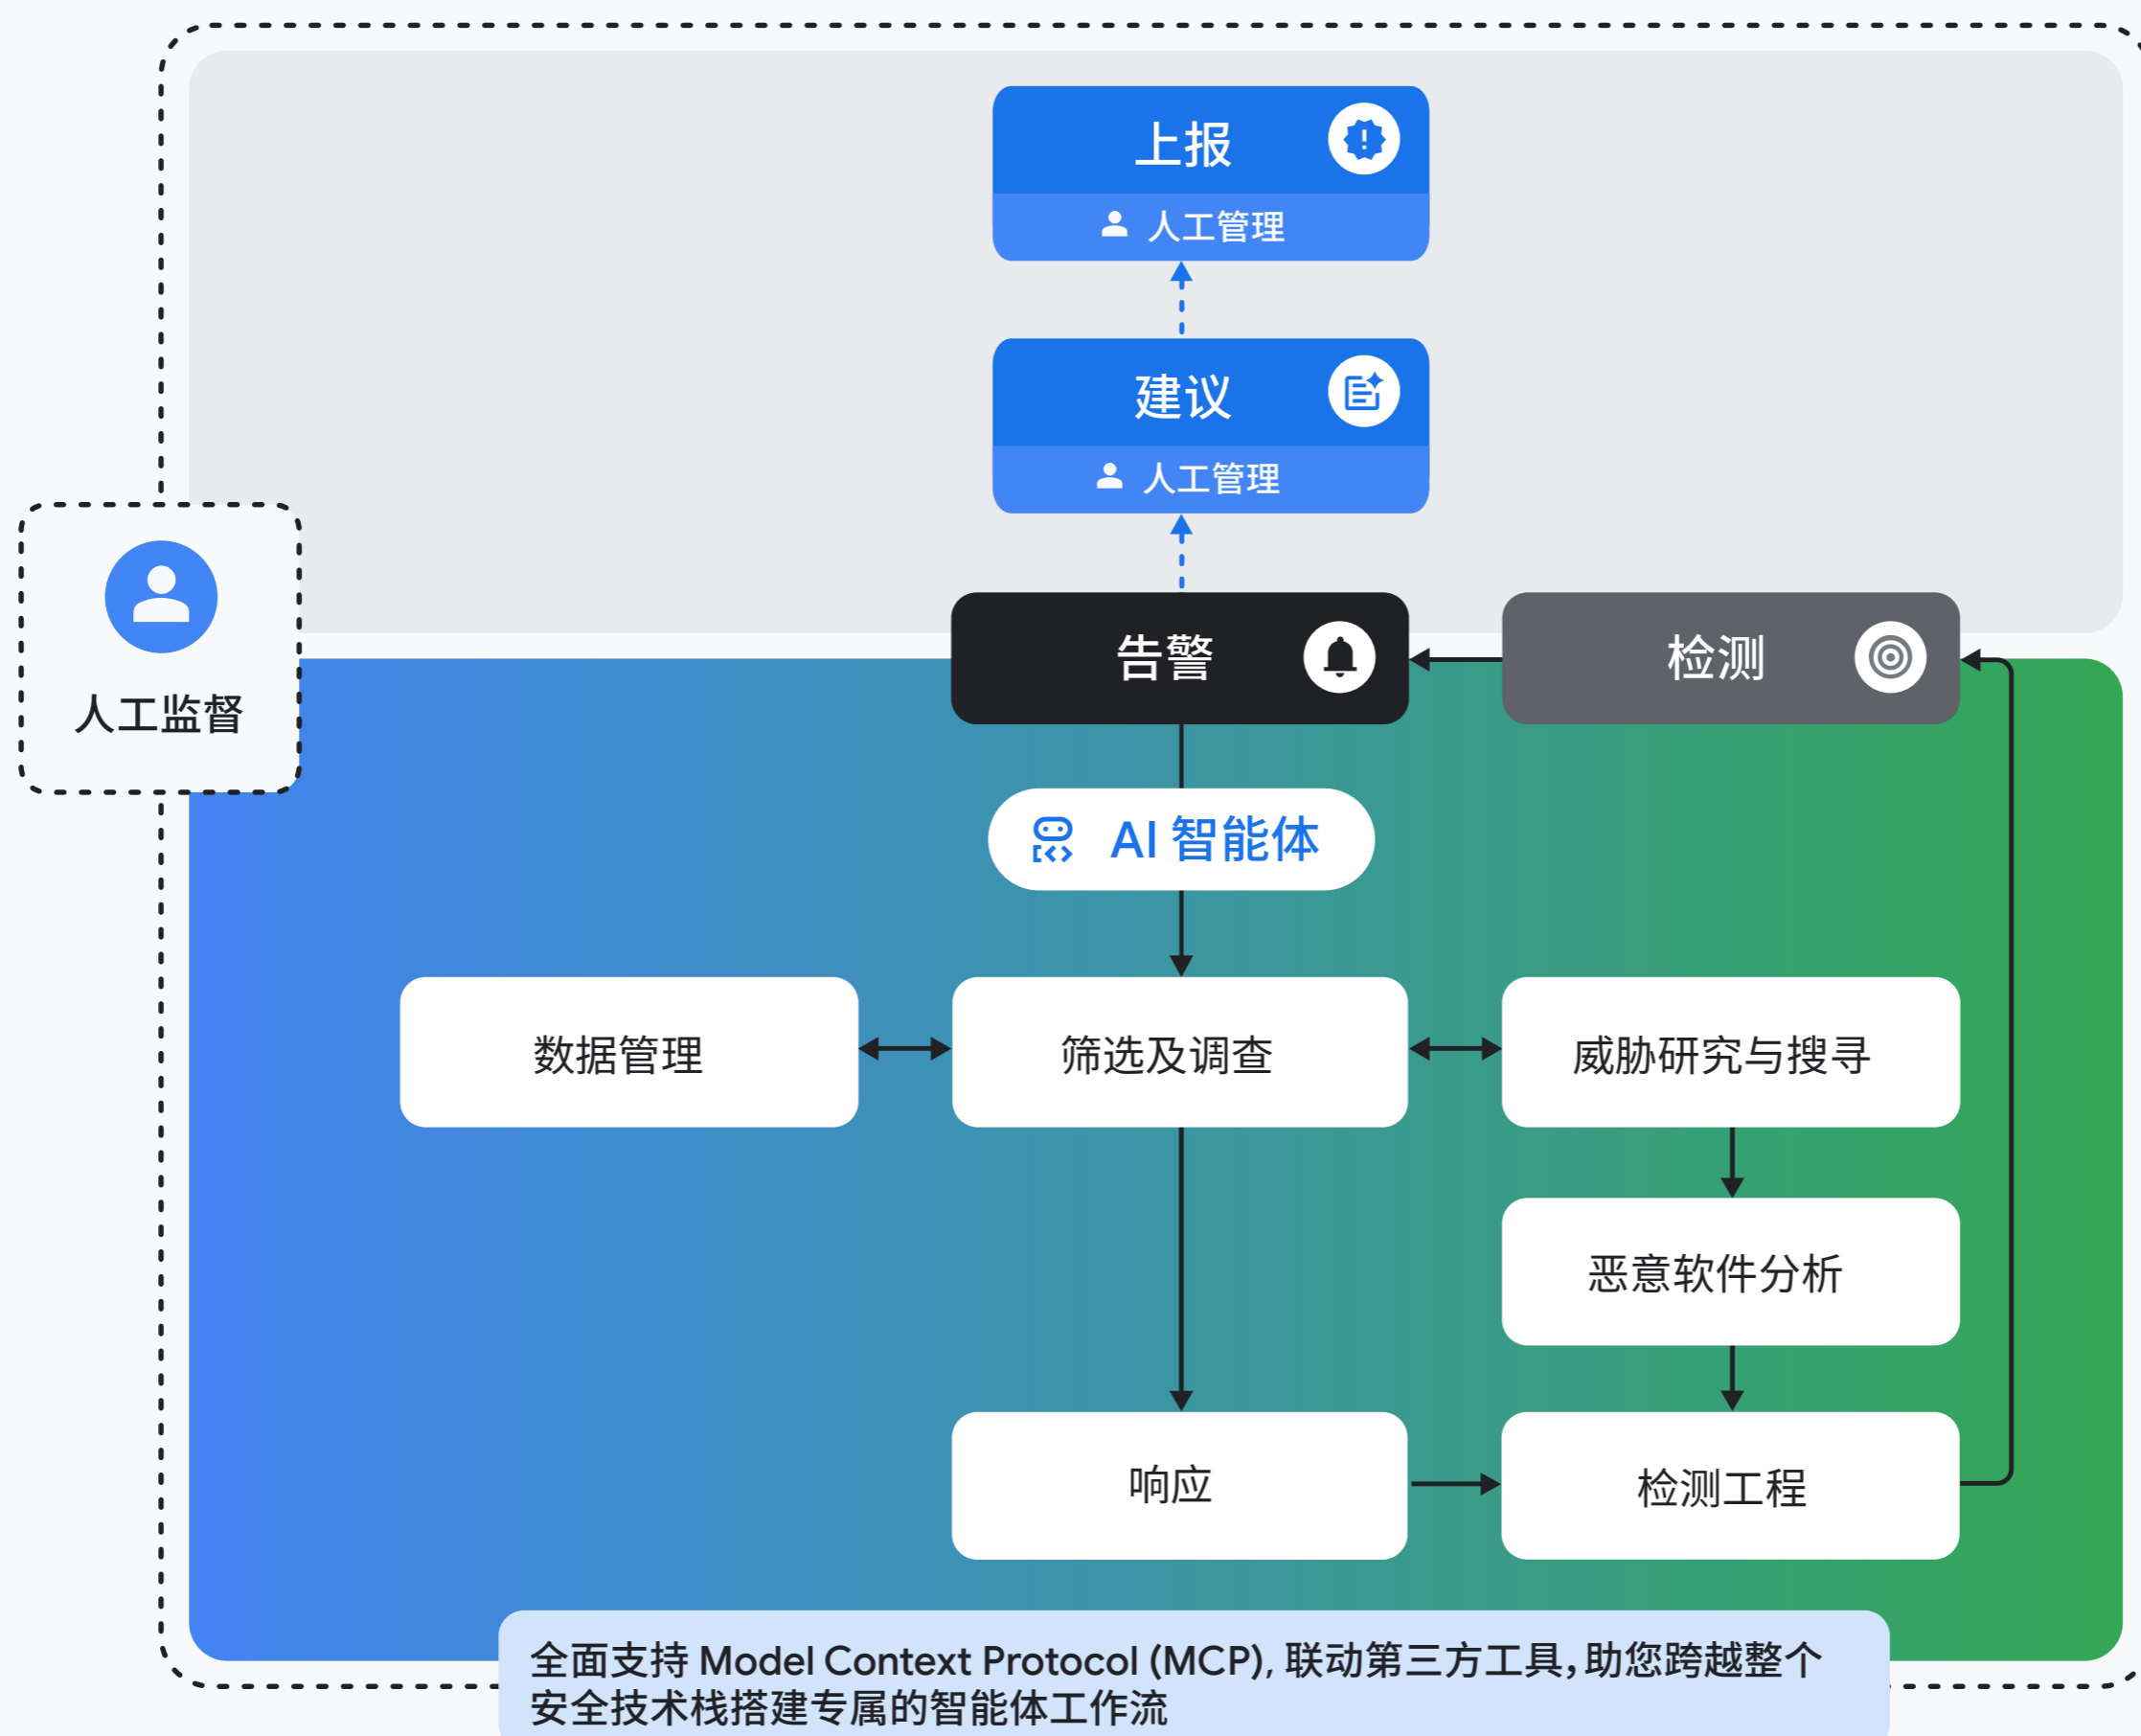 上报
人工管理
建议
人工管理
人工监督
告警
检测
AI 智能体
数据管理
筛选及调查
威胁研究与搜寻
恶意软件分析
响应
检测工程
全面支持 Model Context Protocol (MCP), 联动第三方工具，助您跨越整个
安全技术栈搭建专属的智能体工作流